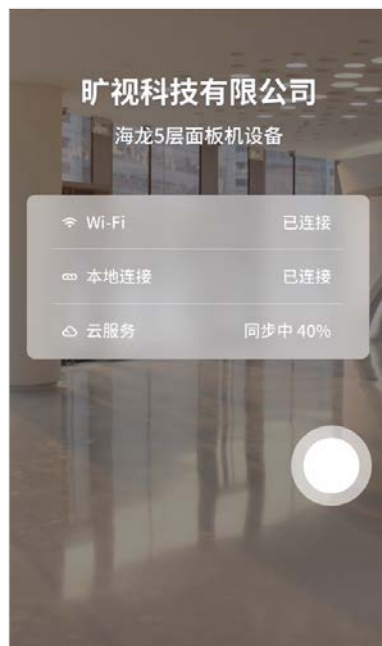 旷视科技有限公司
海龙5层面板机设备
Wi-Fi 已连接
本地连接 已连接
云服务 同步中 40%